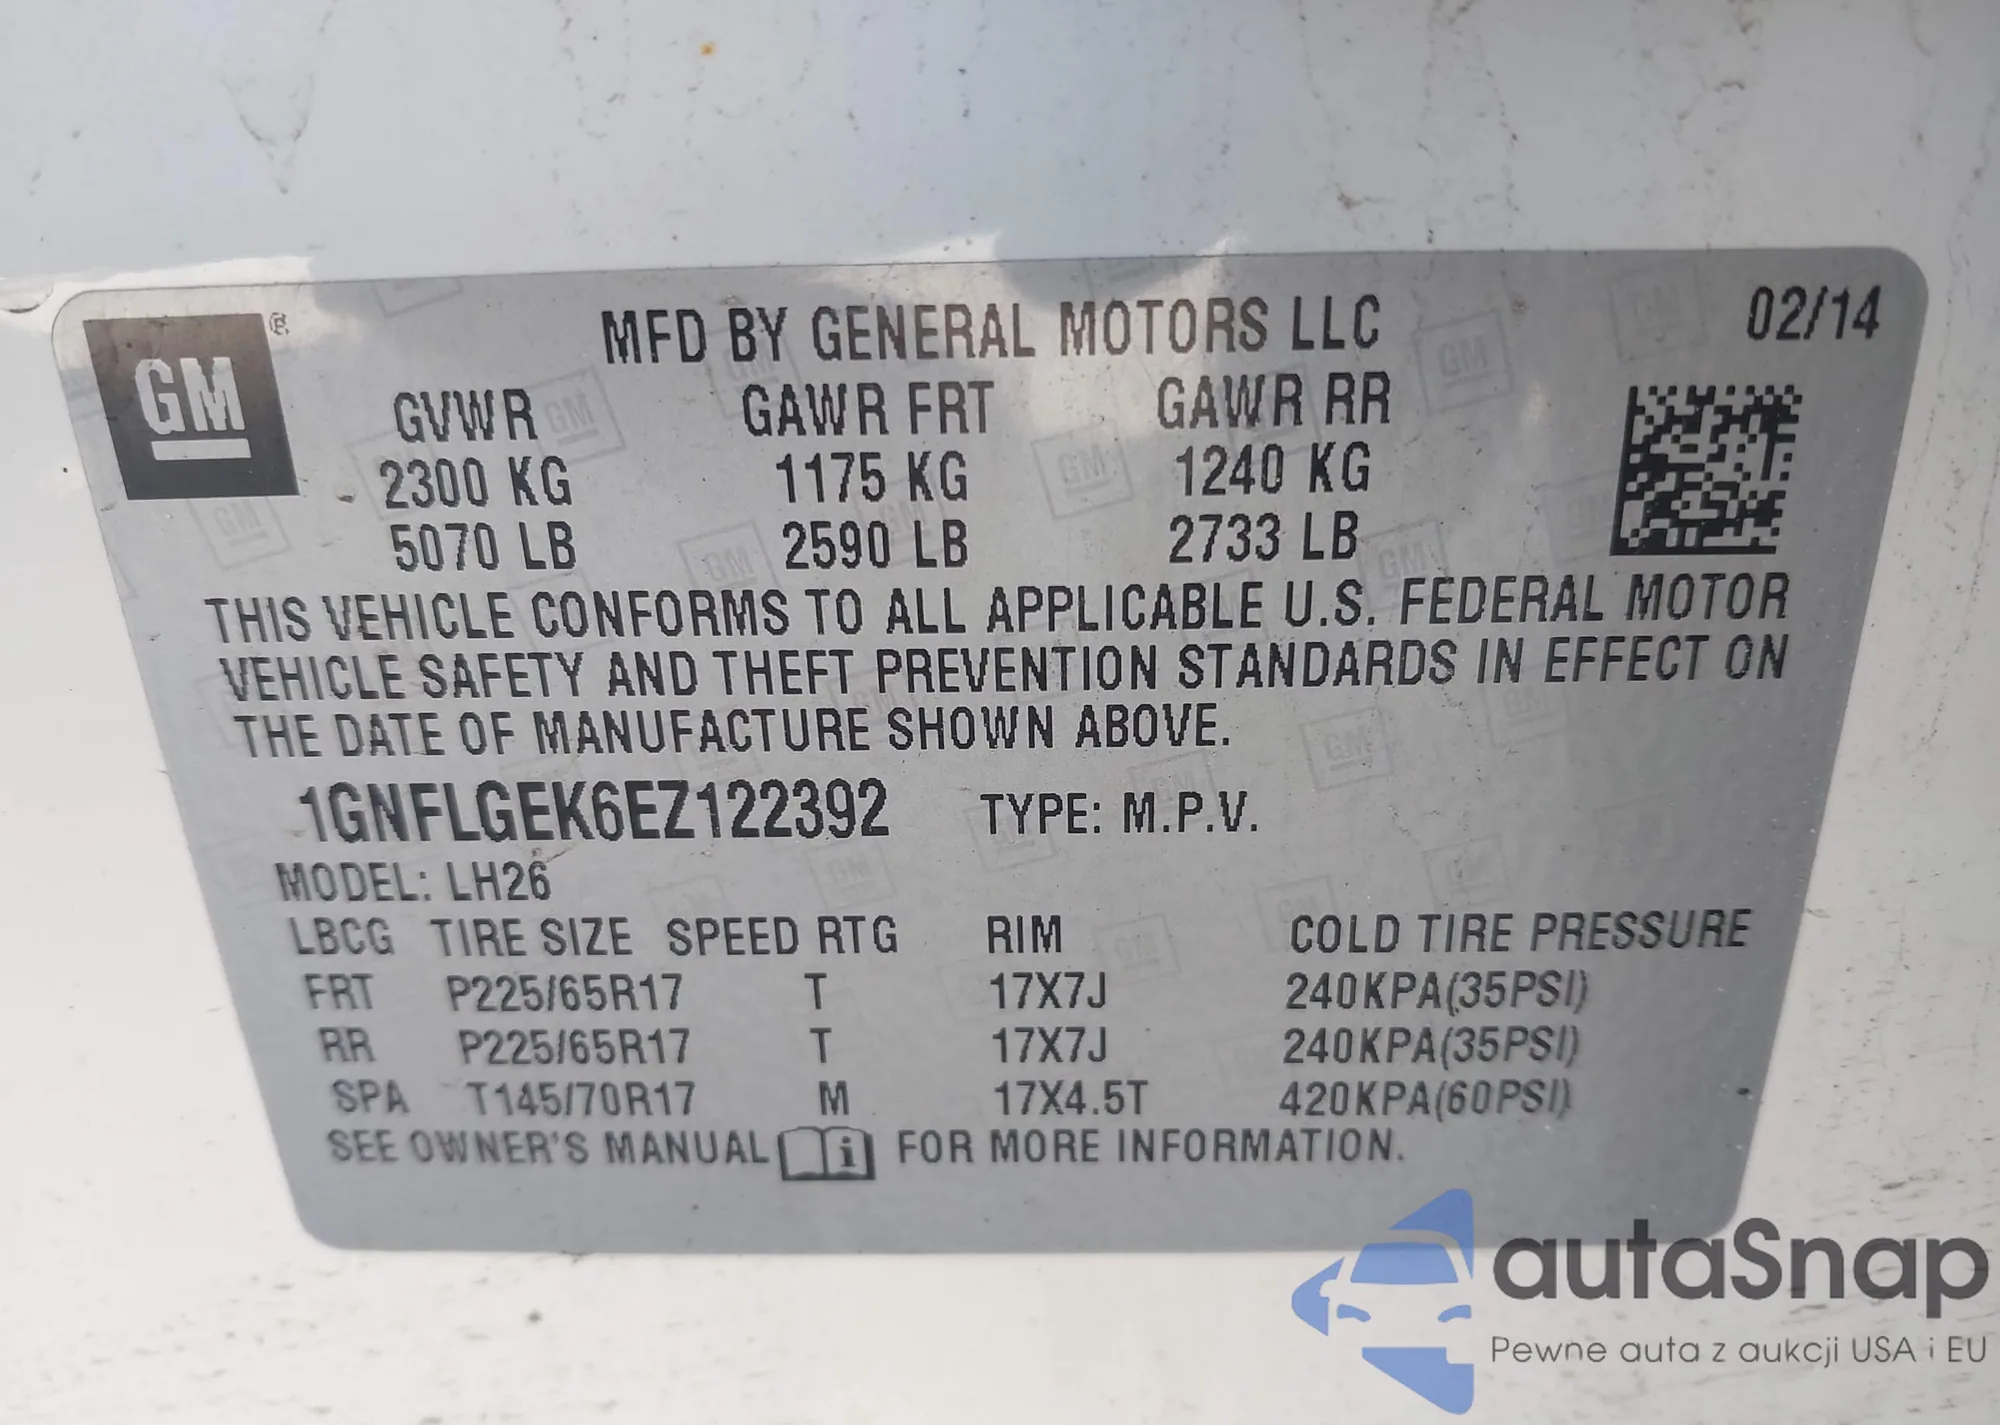 GM ®
MFD BY GENERAL MOTORS LLC
02/14
GVWR GAWR FRT GAWR RR
2300 KG 1175 KG 1240 KG
5070 LB 2590 LB 2733 LB
THIS VEHICLE CONFORMS TO ALL APPLICABLE U.S. FEDERAL MOTOR
VEHICLE SAFETY AND THEFT PREVENTION STANDARDS IN EFFECT ON
THE DATE OF MANUFACTURE SHOWN ABOVE.
1GNFLGEK6EZ122392 TYPE: M.P.V.
MODEL: LH26
LBCG TIRE SIZE SPEED RTG RIM COLD TIRE PRESSURE
FRT P225/65R17 T 17X7J 240KPA(35PSI)
RR P225/65R17 T 17X7J 240KPA(35PSI)
SPA T145/70R17 M 17X4.5T 420KPA(60PSI)
SEE OWNER'S MANUAL i FOR MORE INFORMATION.
autaSnap
Pewne auta z aukcji USA i EU